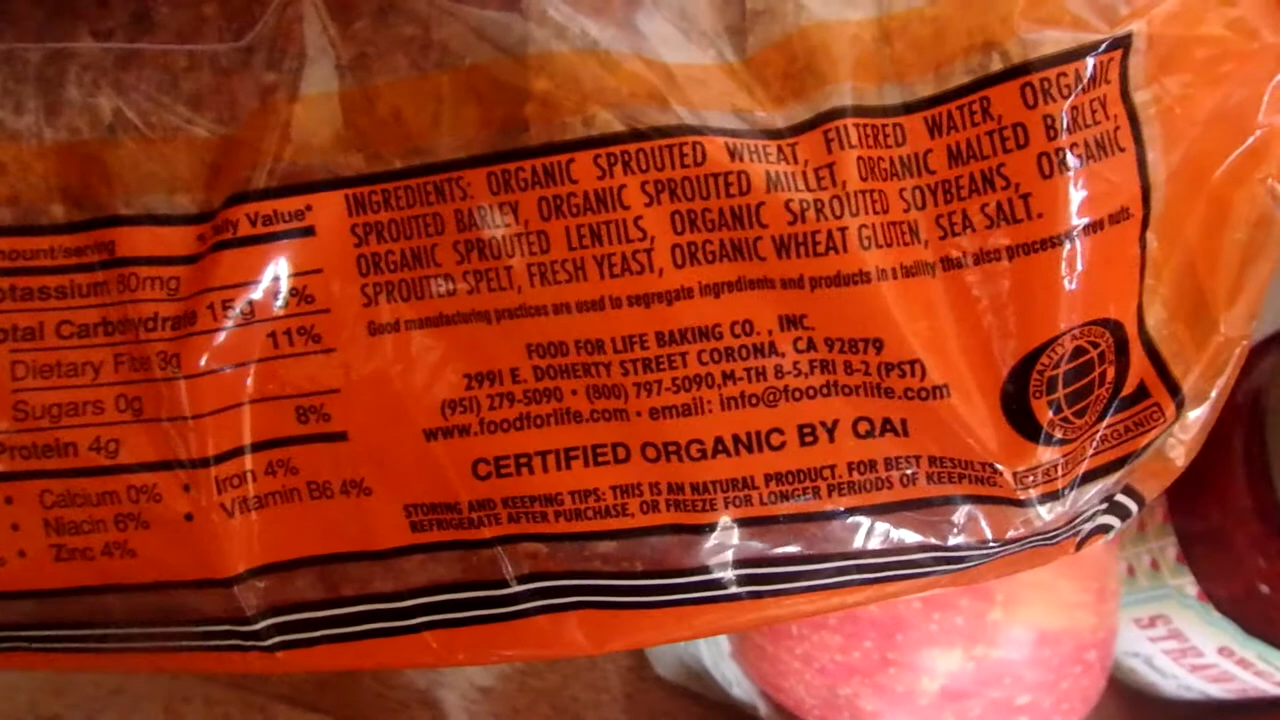 ount/serving
ily Value*
otassium 80mg
otal Carbohydrate 15g 5%
Dietary Fiber 3g 11%
Sugars 0g
Protein 4g 8%
• Calcium 0% • Iron 4%
• Niacin 6% • Vitamin B6 4%
• Zinc 4%
INGREDIENTS: ORGANIC SPROUTED WHEAT, FILTERED WATER, ORGANIC
SPROUTED BARLEY, ORGANIC SPROUTED MILLET, ORGANIC MALTED BARLEY,
ORGANIC SPROUTED LENTILS, ORGANIC SPROUTED SOYBEANS, ORGANIC
SPROUTED SPELT, FRESH YEAST, ORGANIC WHEAT GLUTEN, SEA SALT.
Good manufacturing practices are used to segregate ingredients and products in a facility that also processes tree nuts.
FOOD FOR LIFE BAKING CO. , INC.
2991 E. DOHERTY STREET CORONA, CA 92879
(951) 279-5090 • (800) 797-5090,M-TH 8-5,FRI 8-2 (PST)
www.foodforlife.com • email: info@foodforlife.com
CERTIFIED ORGANIC BY QAI
STORING AND KEEPING TIPS: THIS IS AN NATURAL PRODUCT. FOR BEST RESULTS,
REFRIGERATE AFTER PURCHASE, OR FREEZE FOR LONGER PERIODS OF KEEPING.
QUALITY ASSURANCE
INTERNATIONAL
CERTIFIED ORGANIC
STRAW